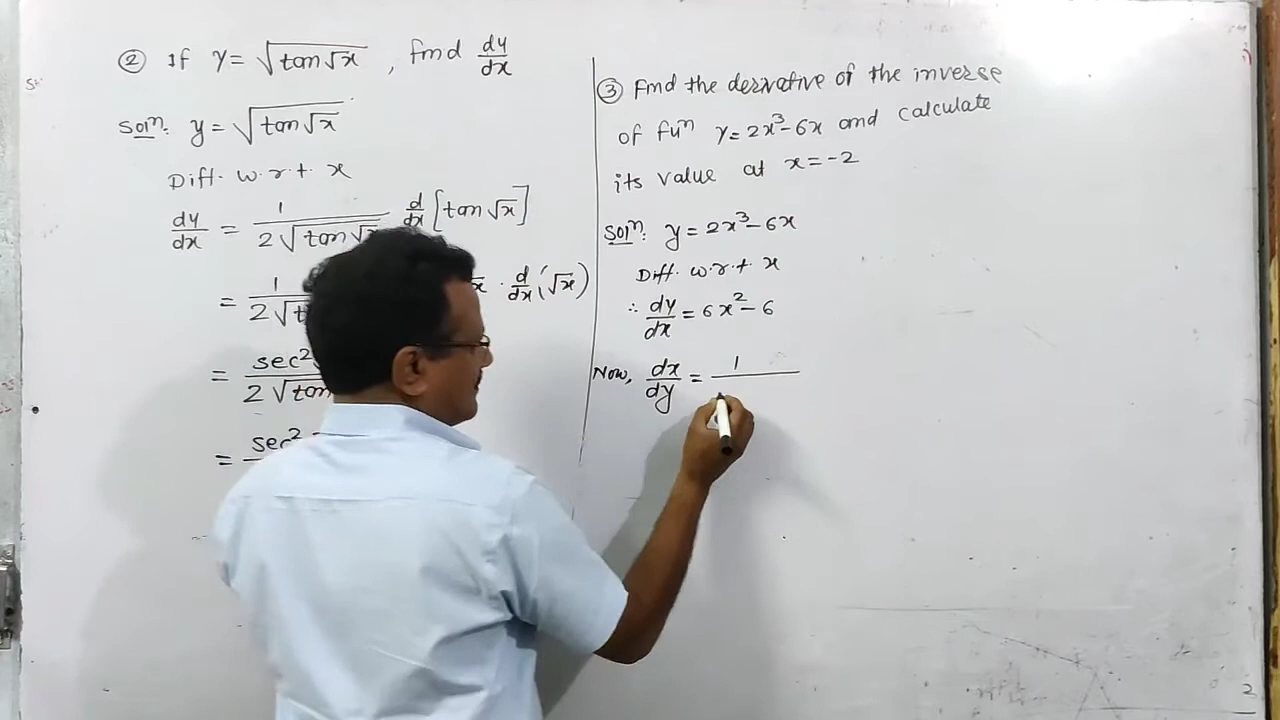 ② If y = √(tan√x) , find dy/dx
Solⁿ: y = √(tan√x)
Diff. w.r.t x
dy/dx = 1/(2√(tan√x)) d/dx [tan√x]
= 1/(2√t · d/dx (√x)
= sec²
2√tan
= sec²
③ Find the derivative of the inverse
of funⁿ y = 2x³ - 6x and calculate
its value at x = -2
Solⁿ: y = 2x³ - 6x
Diff. w.r.t x
∴ dy/dx = 6x² - 6
Now, dx/dy = 1/
2